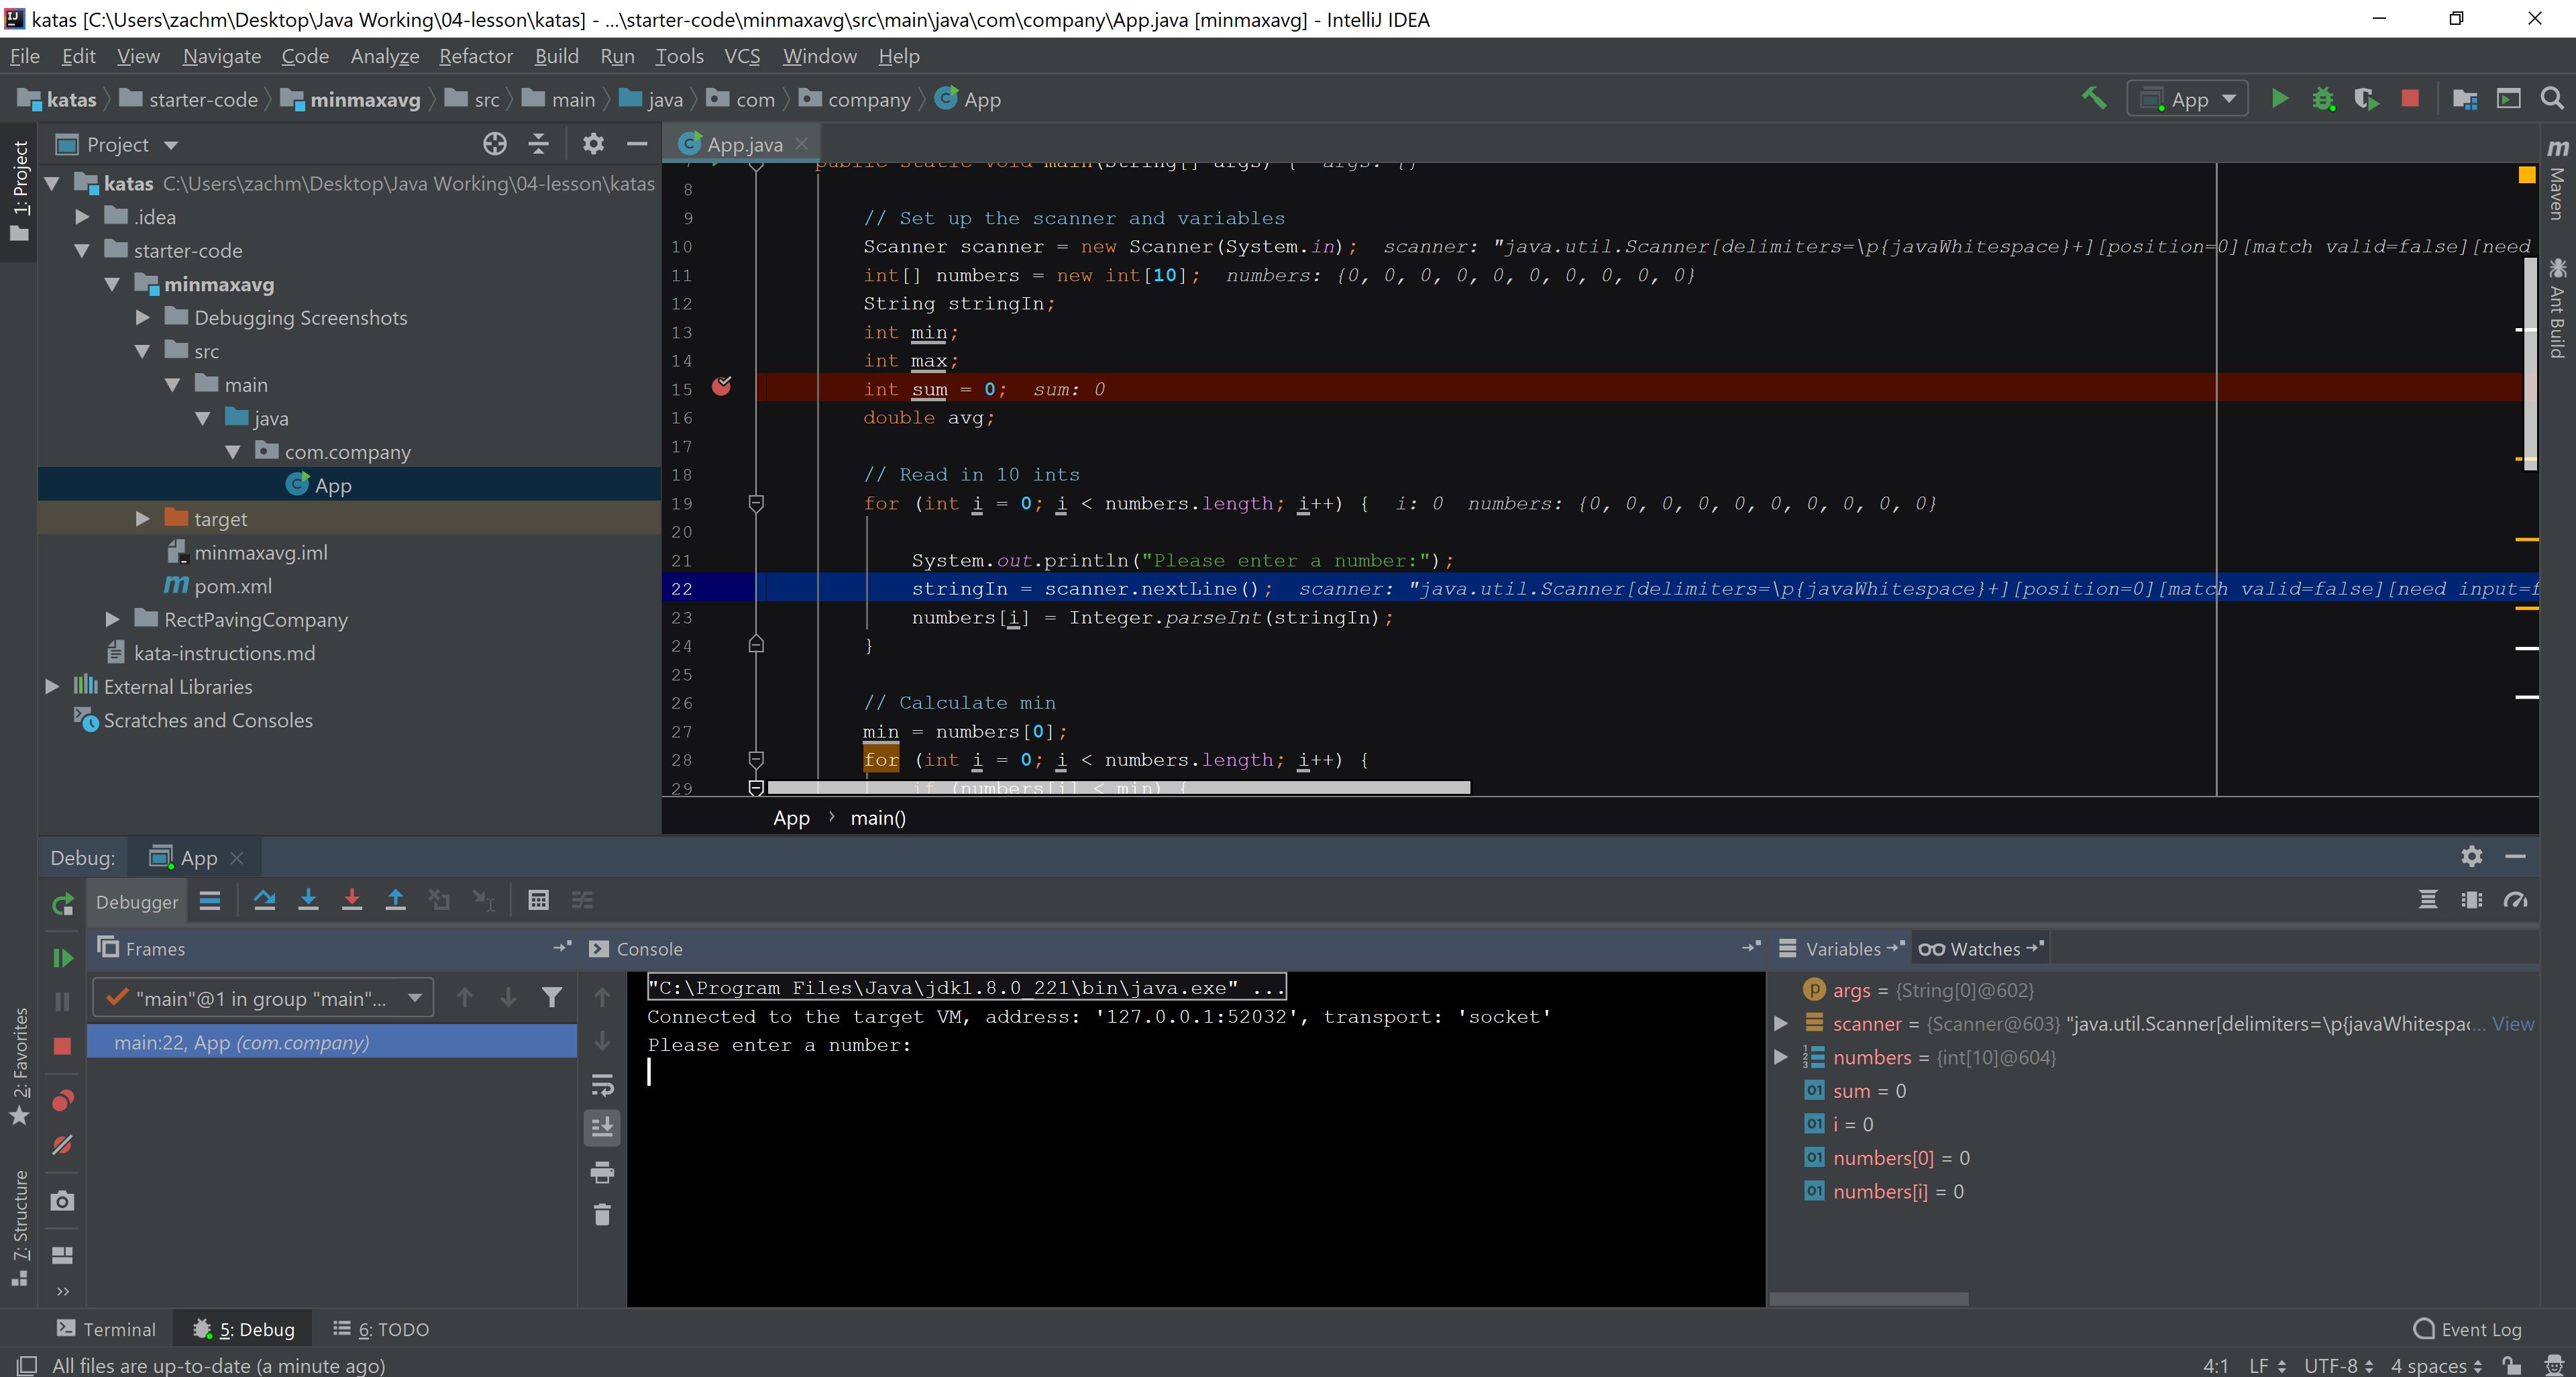 katas [C:\Users\zachm\Desktop\Java Working\04-lesson\katas] - ...\starter-code\minmaxavg\src\main\java\com\company\App.java [minmaxavg] - IntelliJ IDEA
File Edit View Navigate Code Analyze Refactor Build Run Tools VCS Window Help
katas starter-code minmaxavg src main java com company App
App
1: Project
Project
katas C:\Users\zachm\Desktop\Java Working\04-lesson\katas
.idea
starter-code
minmaxavg
Debugging Screenshots
src
main
java
com.company
App
target
minmaxavg.iml
pom.xml
RectPavingCompany
kata-instructions.md
External Libraries
Scratches and Consoles
App.java
public static void main(String[] args) { args: {}
8
9 // Set up the scanner and variables
10 Scanner scanner = new Scanner(System.in); scanner: "java.util.Scanner[delimiters=\p{javaWhitespace}+][position=0][match valid=false][need
11 int[] numbers = new int[10]; numbers: {0, 0, 0, 0, 0, 0, 0, 0, 0, 0}
12 String stringIn;
13 int min;
14 int max;
15 int sum = 0; sum: 0
16 double avg;
17
18 // Read in 10 ints
19 for (int i = 0; i < numbers.length; i++) { i: 0 numbers: {0, 0, 0, 0, 0, 0, 0, 0, 0, 0}
20
21 System.out.println("Please enter a number:");
22 stringIn = scanner.nextLine(); scanner: "java.util.Scanner[delimiters=\p{javaWhitespace}+][position=0][match valid=false][need input=f
23 numbers[i] = Integer.parseInt(stringIn);
24 }
25
26 // Calculate min
27 min = numbers[0];
28 for (int i = 0; i < numbers.length; i++) {
29 if (numbers[i] < min) {
App › main()
Maven
Ant Build
Debug: App
Debugger
Frames
Console
Variables
Watches
"main"@1 in group "main"...
main:22, App (com.company)
"C:\Program Files\Java\jdk1.8.0_221\bin\java.exe" ...
Connected to the target VM, address: '127.0.0.1:52032', transport: 'socket'
Please enter a number:
args = {String[0]@602}
scanner = {Scanner@603} "java.util.Scanner[delimiters=\p{javaWhitespac... View
numbers = {int[10]@604}
sum = 0
i = 0
numbers[0] = 0
numbers[i] = 0
2: Favorites
7: Structure
Terminal 5: Debug 6: TODO
Event Log
All files are up-to-date (a minute ago)
4:1 LF UTF-8 4 spaces